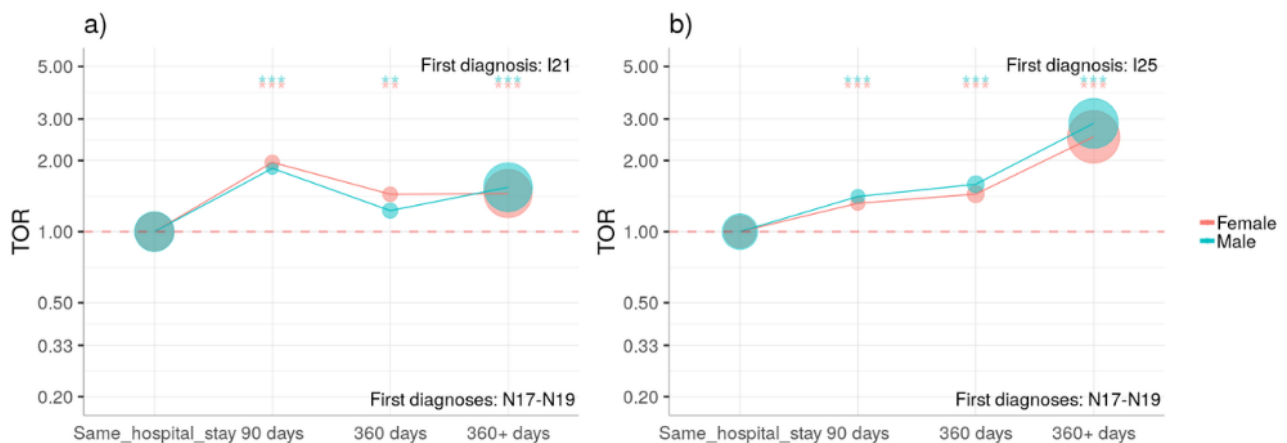 a)
First diagnosis: I21
*** ** ***
*** ** ***
5.00
3.00
2.00
1.00
0.50
0.33
0.20
TOR
First diagnoses: N17-N19
Same_hospital_stay 90 days 360 days 360+ days
b)
First diagnosis: I25
*** *** ***
*** *** ***
5.00
3.00
2.00
1.00
0.50
0.33
0.20
TOR
First diagnoses: N17-N19
Same_hospital_stay 90 days 360 days 360+ days
Female
Male